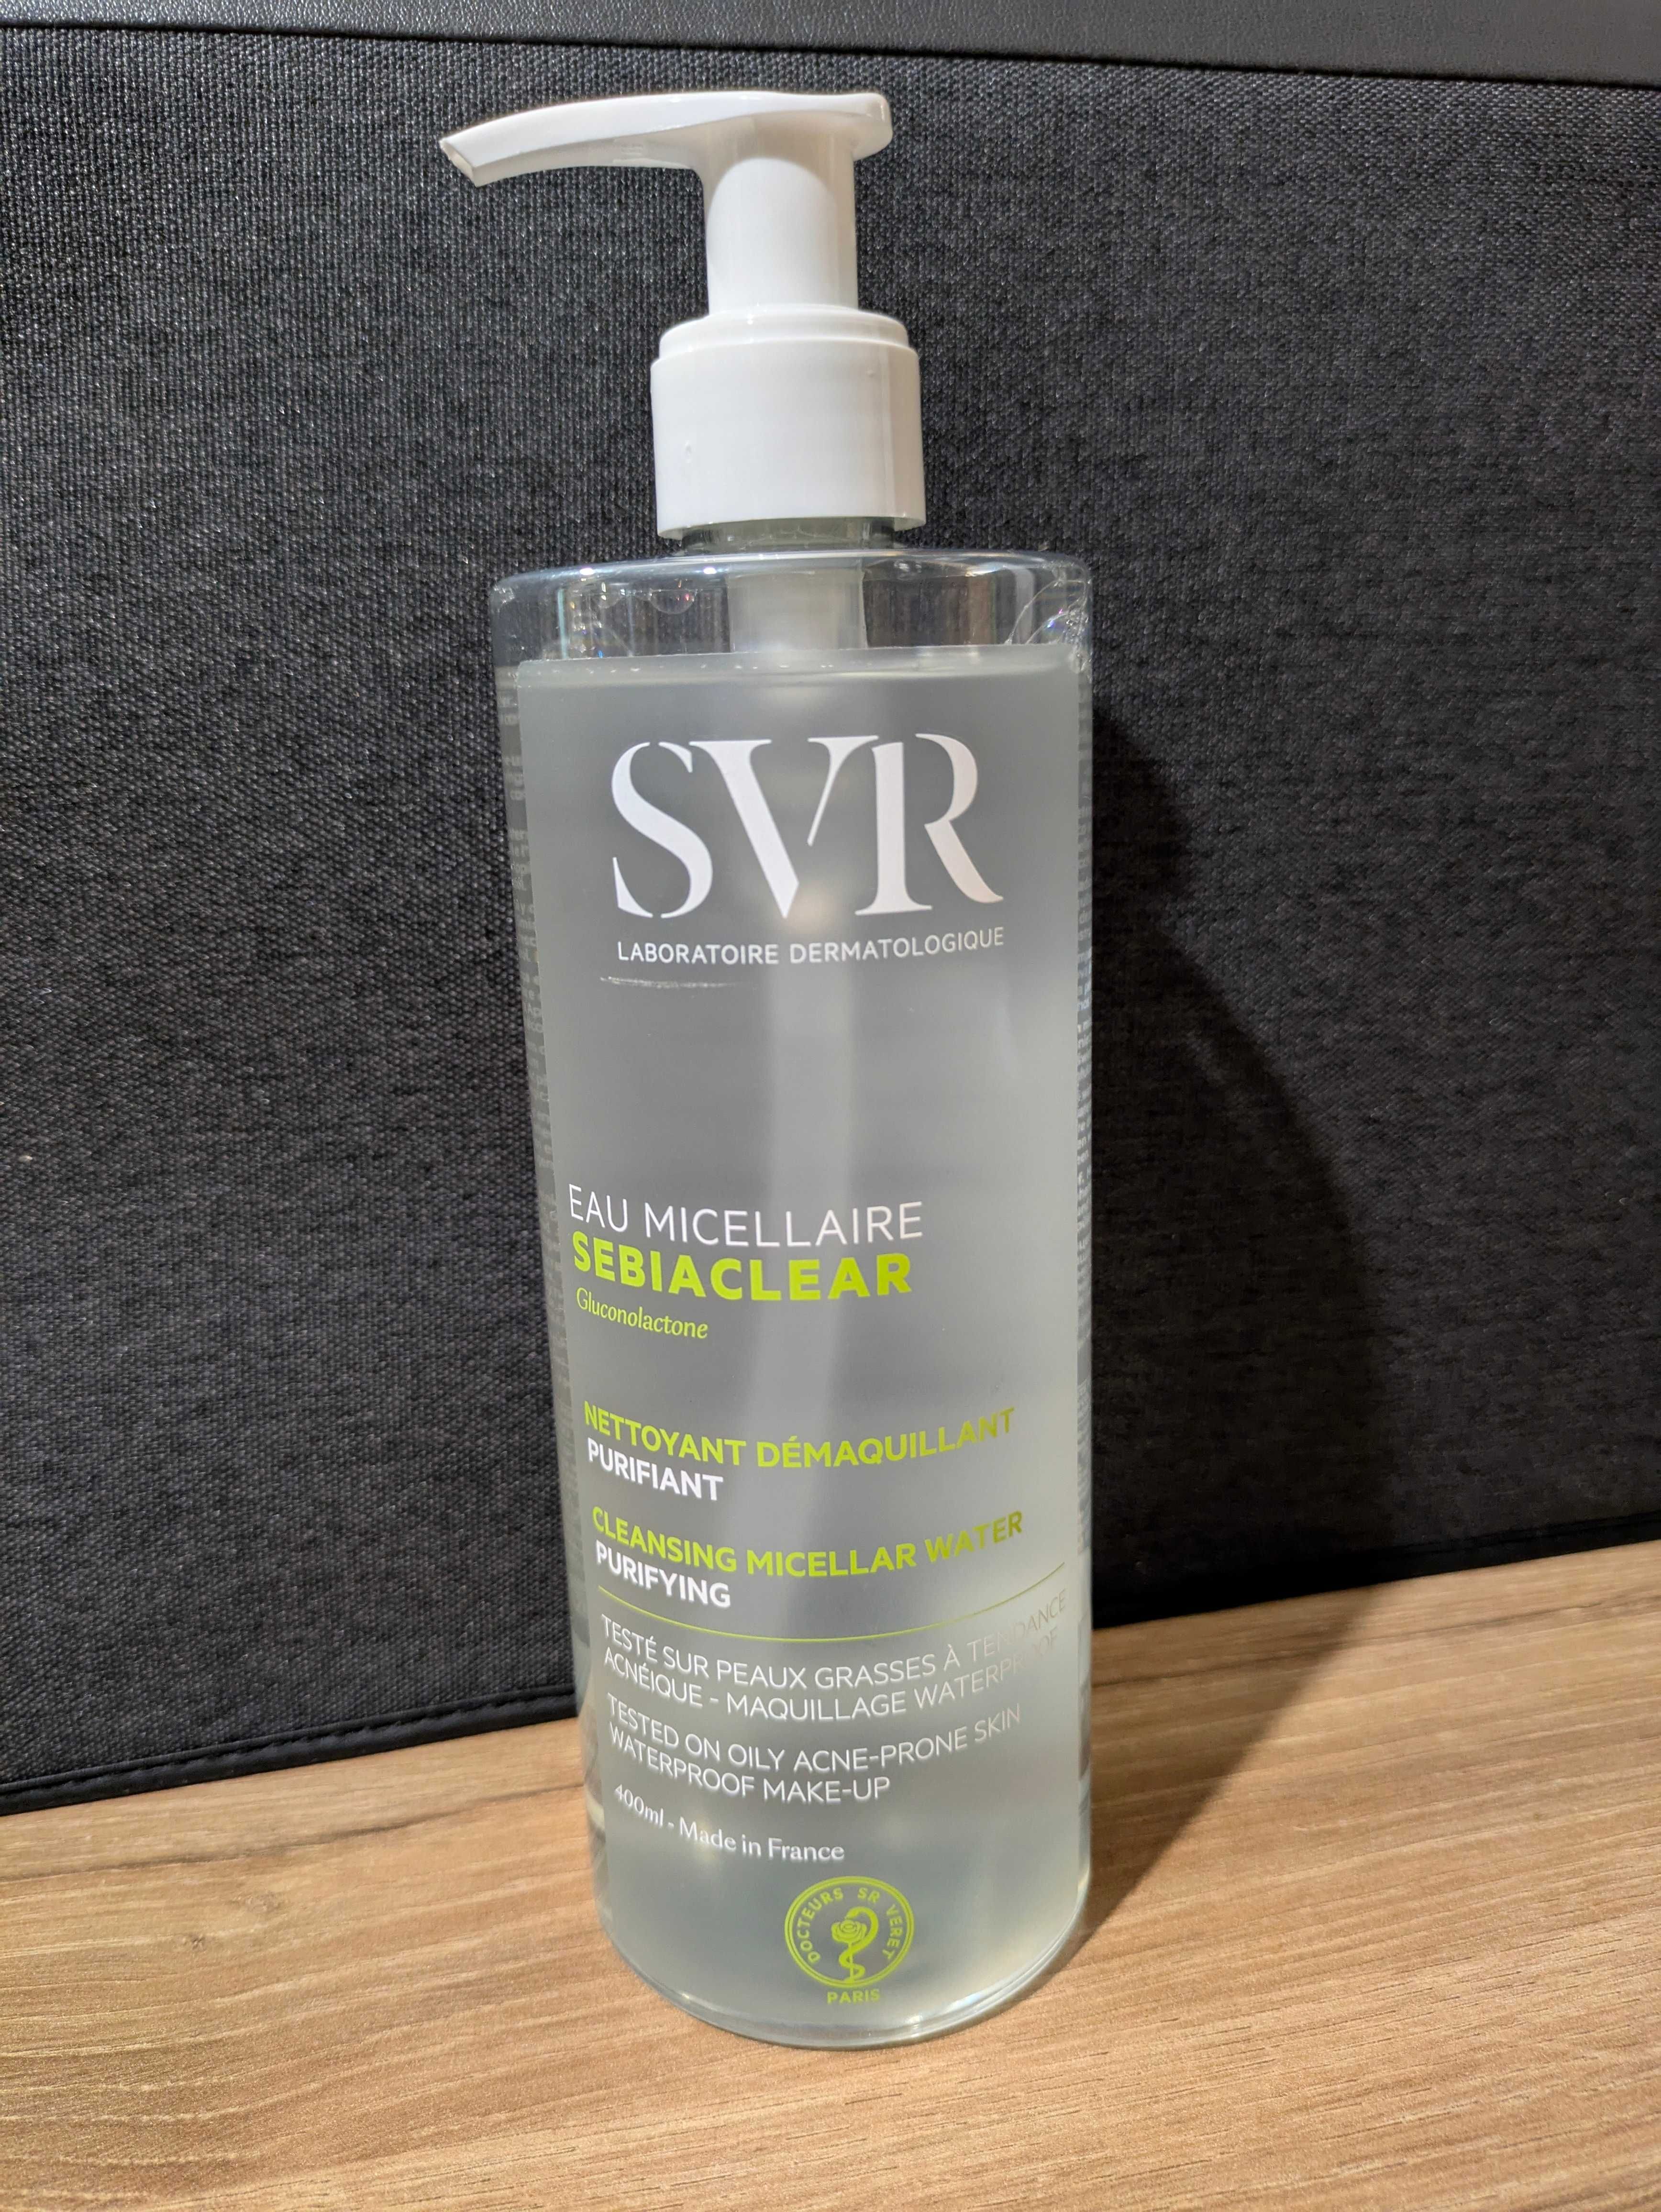 SVR
LABORATOIRE DERMATOLOGIQUE
EAU MICELLAIRE
SEBIACLEAR
Gluconolactone
NETTOYANT DÉMAQUILLANT
PURIFIANT
CLEANSING MICELLAR WATER
PURIFYING
TESTÉ SUR PEAUX GRASSES À TENDANCE
ACNÉIQUE - MAQUILLAGE WATERPROOF
TESTED ON OILY ACNE-PRONE SKIN
WATERPROOF MAKE-UP
400ml - Made in France
DOCTEURS SR VERET
PARIS